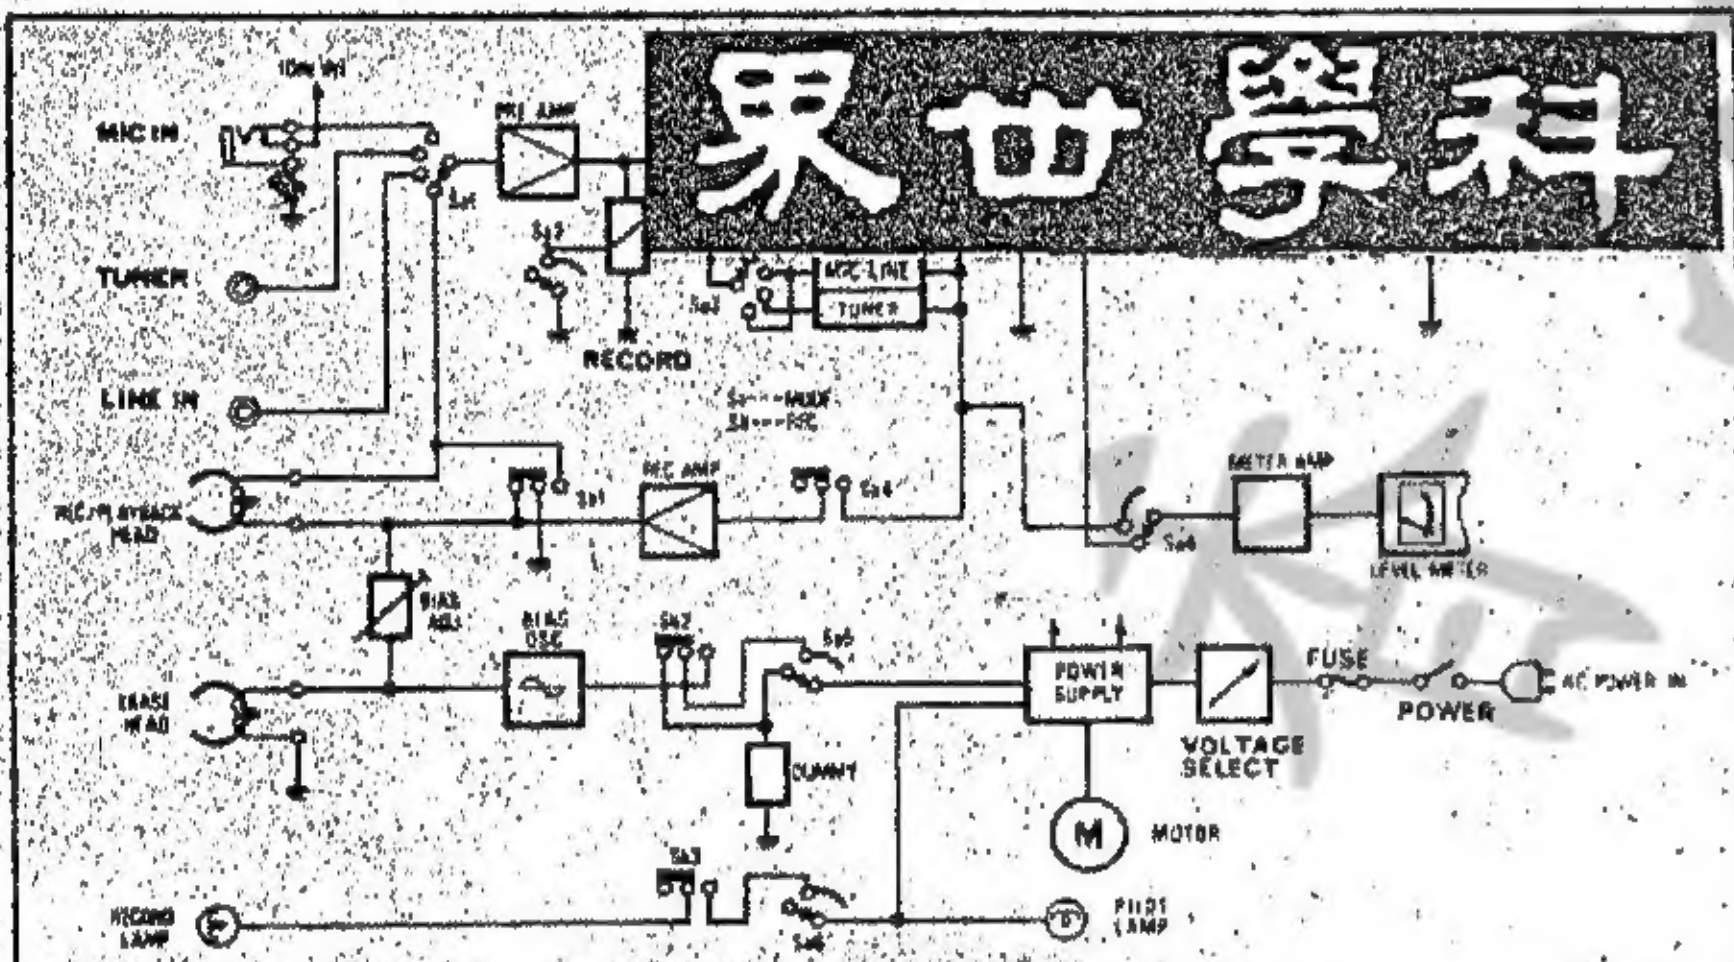 界世學科
MIC IN
PRE AMP
TUNER
MIC-LINE
TUNER
RECORD
LINE IN
REC/PLAYBACK
HEAD
REC AMP
METER AMP
LEVEL METER
BIAS
ADJ
BIAS
OSC
ERASE
HEAD
POWER
SUPPLY
VOLTAGE
SELECT
FUSE
POWER
AC POWER IN
DUMMY
M
MOTOR
RECORD
LAMP
PILOT
LAMP